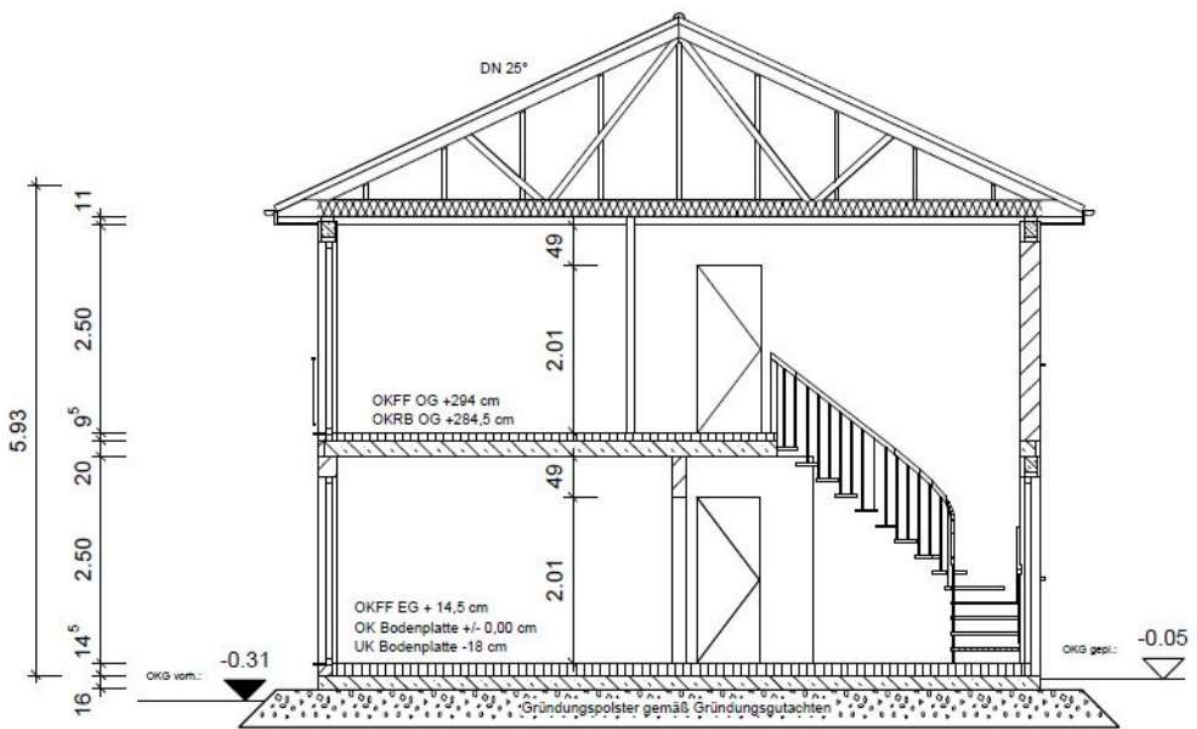 DN 25°
11
49
2.50
2.01
5.93
OKFF OG +294 cm
OKRB OG +284,5 cm
9⁵
20
49
2.50
2.01
OKFF EG + 14,5 cm
OK Bodenplatte +/- 0,00 cm
UK Bodenplatte -18 cm
14⁵
OKG vorh.: -0.31
OKG gepl.: -0.05
16
Gründungspolster gemäß Gründungsgutachten